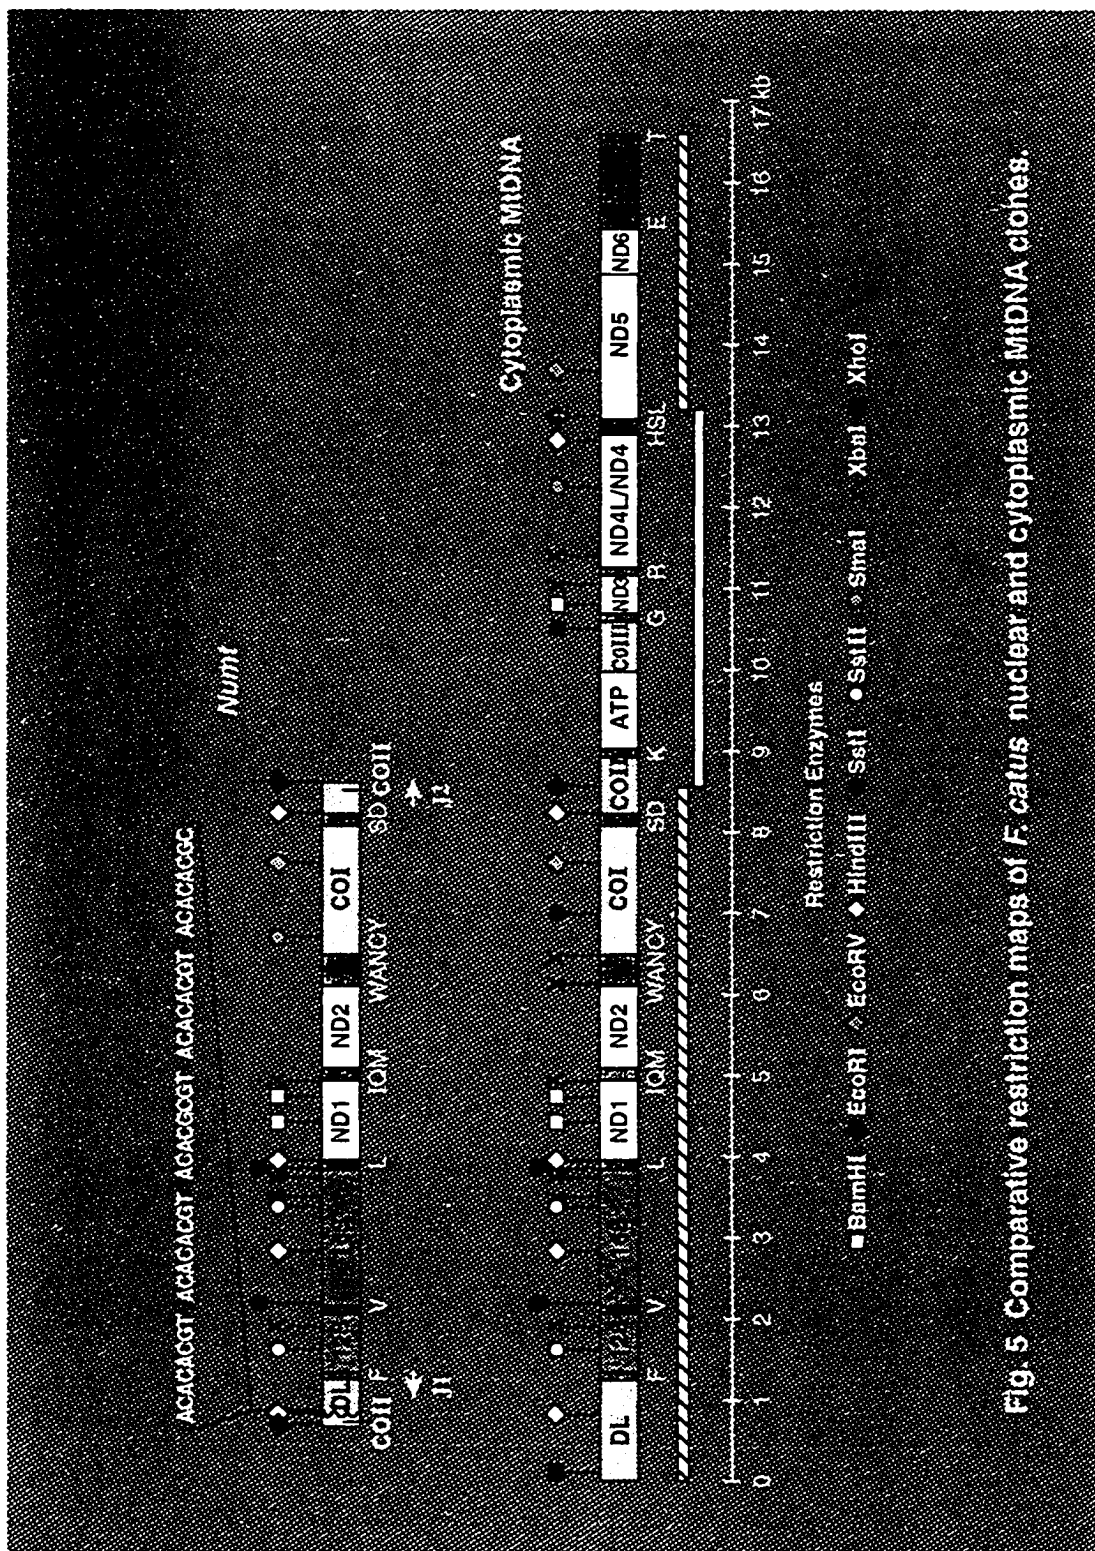 ACACACGT ACACACGT ACACGCGT ACACACGT ACACACGC
Numt
DL
12S
ND1
ND2
COI
COII F V L IQM WANCY SD COII
J1
J2
Cytoplasmic MtDNA
DL
12S
ND1
ND2
COI
COII
ATP
COIII
ND3
ND4L/ND4
ND5
ND6
F V L IQM WANCY SD K G R HSL E T
0 1 2 3 4 5 6 7 8 9 10 11 12 13 14 15 16 17 kb
Restriction Enzymes
BamHI EcoRI EcoRV HindIII SstI SstII SmaI XbaI XhoI
Fig. 5 Comparative restriction maps of F. catus nuclear and cytoplasmic MtDNA clones.